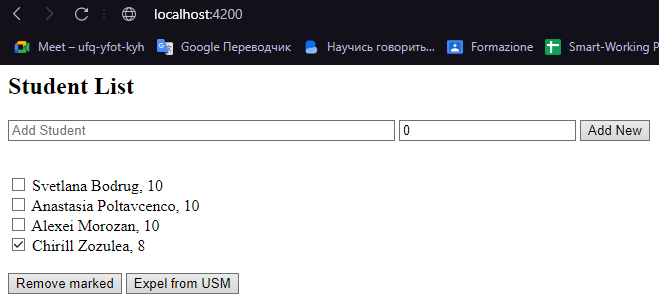 localhost:4200
Meet – ufq-yfot-kyh Google Переводчик Научись говорить... Formazione Smart-Working P
Student List
Add Student 0 Add New
Svetlana Bodrug, 10
Anastasia Poltavcenco, 10
Alexei Morozan, 10
Chirill Zozulea, 8
Remove marked Expel from USM